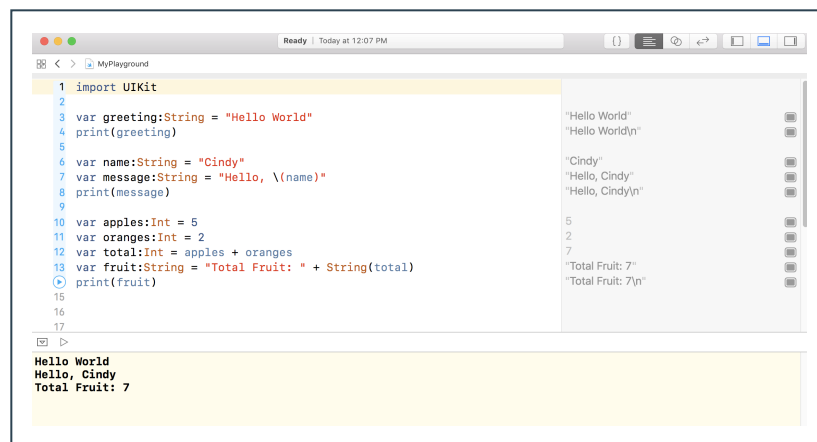 Ready | Today at 12:07 PM
{}
MyPlayground
1 import UIKit
2
3 var greeting:String = "Hello World"
"Hello World"
4 print(greeting)
"Hello World\n"
5
6 var name:String = "Cindy"
"Cindy"
7 var message:String = "Hello, \(name)"
"Hello, Cindy"
8 print(message)
"Hello, Cindy\n"
9
10 var apples:Int = 5
5
11 var oranges:Int = 2
2
12 var total:Int = apples + oranges
7
13 var fruit:String = "Total Fruit: " + String(total)
"Total Fruit: 7"
print(fruit)
"Total Fruit: 7\n"
15
16
17
Hello World
Hello, Cindy
Total Fruit: 7